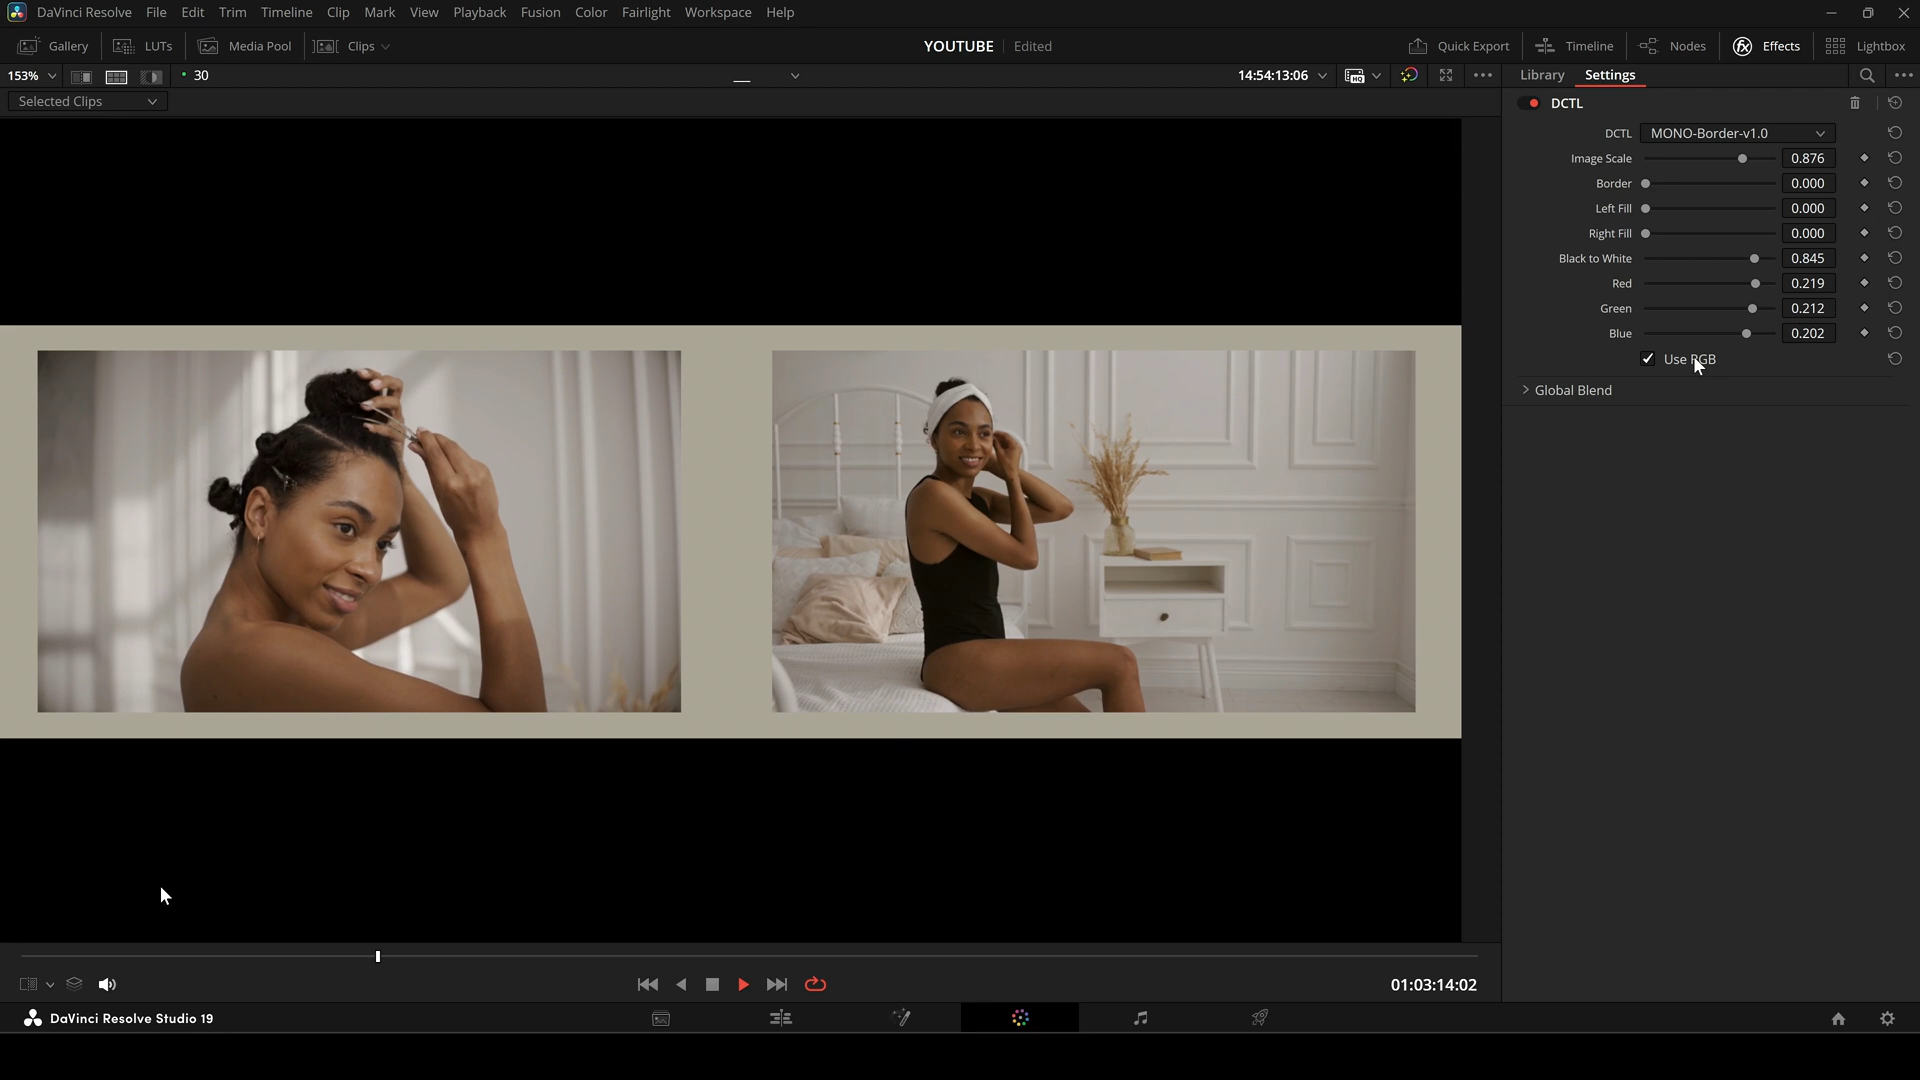 DaVinci Resolve File Edit Trim Timeline Clip Mark View Playback Fusion Color Fairlight Workspace Help
Gallery LUTs Media Pool Clips YOUTUBE Edited Quick Export Timeline Nodes Effects Lightbox
153% 30 14:54:13:06 HQ Library Settings
Selected Clips
DCTL
DCTL MONO-Border-v1.0
Image Scale 0.876
Border 0.000
Left Fill 0.000
Right Fill 0.000
Black to White 0.845
Red 0.219
Green 0.212
Blue 0.202
Use RGB
Global Blend
01:03:14:02
DaVinci Resolve Studio 19